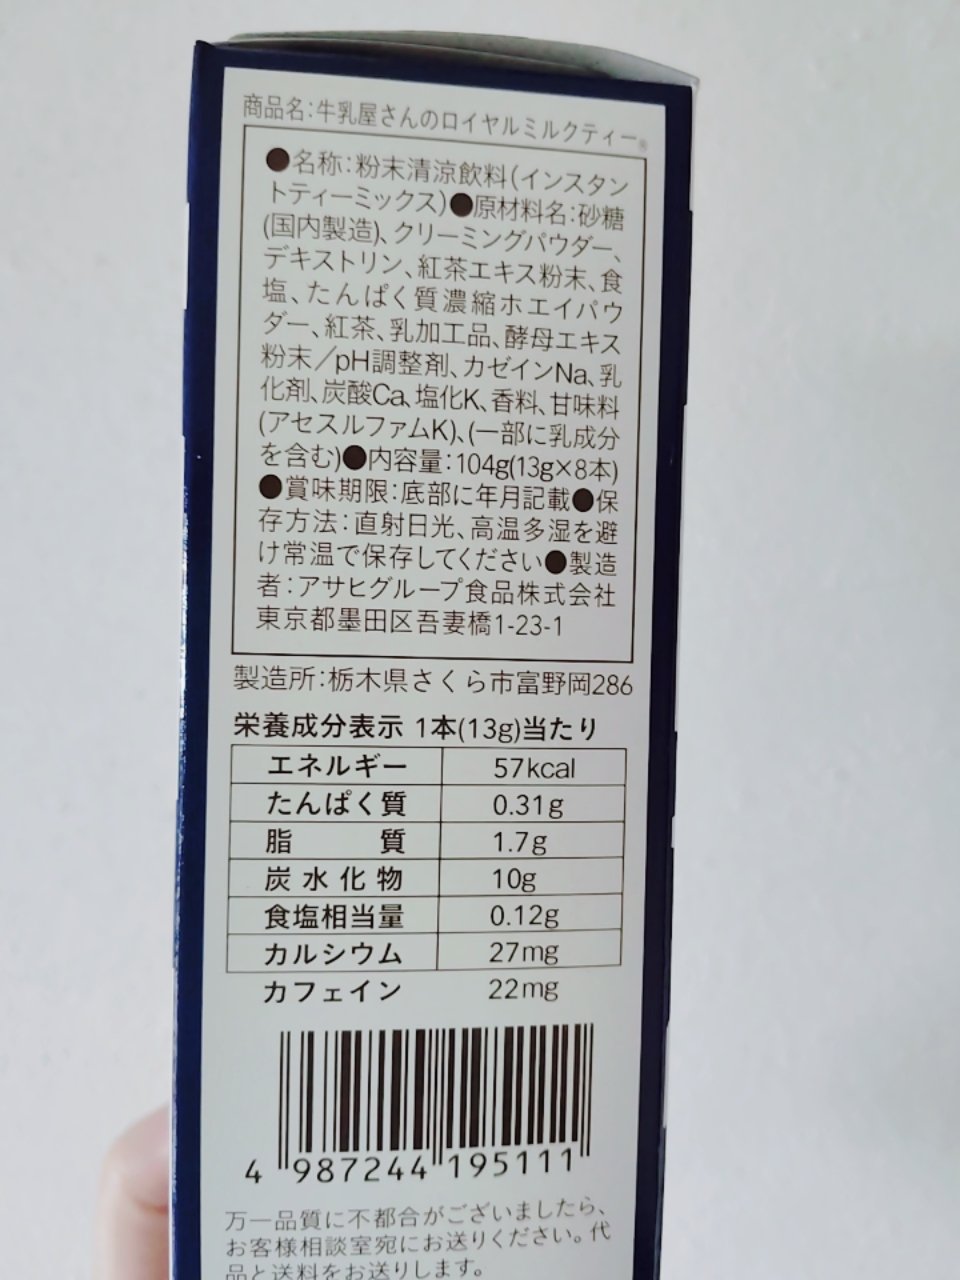 商品名:牛乳屋さんのロイヤルミルクティー®
●名称:粉末清涼飲料(インスタン
トティーミックス)●原材料名:砂糖
(国内製造)、クリーミングパウダー、
デキストリン、紅茶エキス粉末、食
塩、たんぱく質濃縮ホエイパウ
ダー、紅茶、乳加工品、酵母エキス
粉末/pH調整剤、カゼインNa、乳
化剤、炭酸Ca、塩化K、香料、甘味料
(アセスルファムK)、(一部に乳成分
を含む)●内容量:104g(13g×8本)
●賞味期限:底部に年月記載●保
存方法:直射日光、高温多湿を避
け常温で保存してください●製造
者:アサヒグループ食品株式会社
東京都墨田区吾妻橋1-23-1
製造所:栃木県さくら市富野岡286
栄養成分表示 1本(13g)当たり
エネルギー 57kcal
たんぱく質 0.31g
脂質 1.7g
炭水化物 10g
食塩相当量 0.12g
カルシウム 27mg
カフェイン 22mg
4 987244 195111
万一品質に不都合がございましたら、
お客様相談室宛にお送りください。代
品と送料をお送りします。